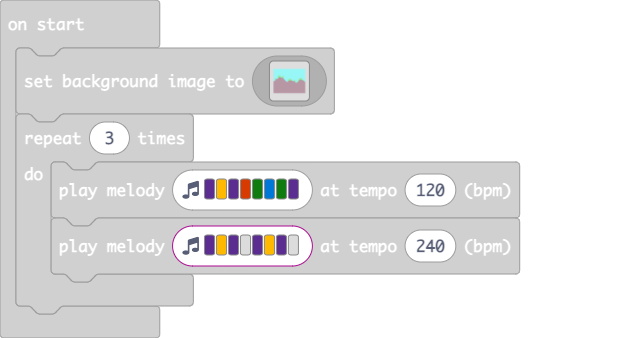 on start
set background image to
repeat 3 times
do
play melody at tempo 120 (bpm)
play melody at tempo 240 (bpm)